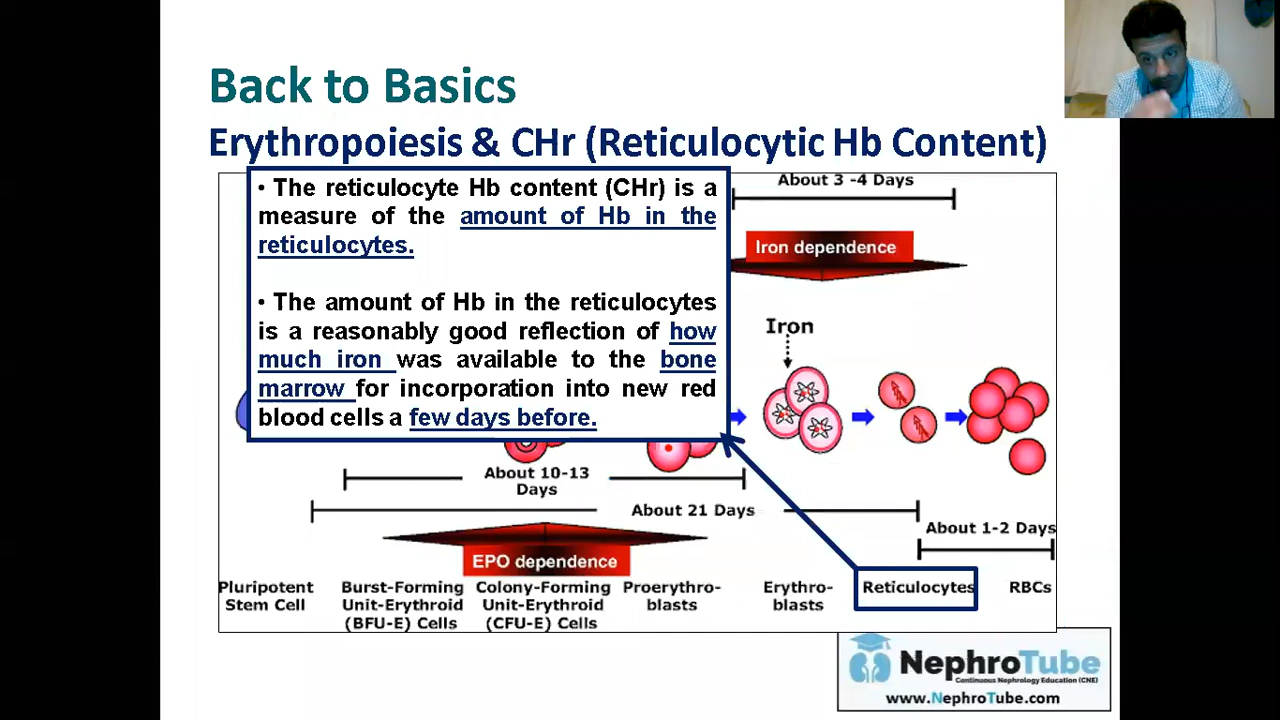 Back to Basics
Erythropoiesis & CHr (Reticulocytic Hb Content)
• The reticulocyte Hb content (CHr) is a
measure of the amount of Hb in the
reticulocytes.
• The amount of Hb in the reticulocytes
is a reasonably good reflection of how
much iron was available to the bone
marrow for incorporation into new red
blood cells a few days before.
About 3 -4 Days
Iron dependence
Iron
About 10-13
Days
About 21 Days
About 1-2 Days
EPO dependence
Pluripotent
Stem Cell
Burst-Forming
Unit-Erythroid
(BFU-E) Cells
Colony-Forming
Unit-Erythroid
(CFU-E) Cells
Proerythro-
blasts
Erythro-
blasts
Reticulocytes
RBCs
NephroTube
Continuous Nephrology Education (CNE)
www.NephroTube.com